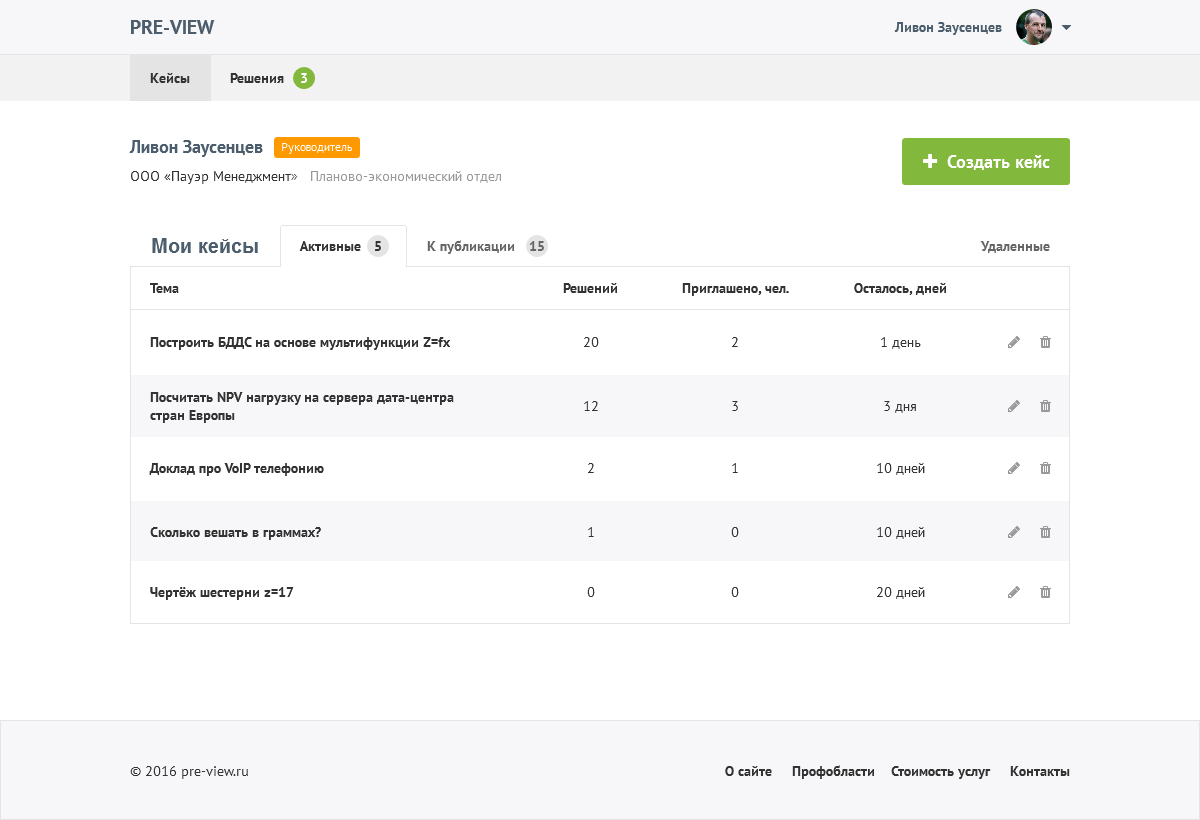 PRE-VIEW
Ливон Заусенцев
Кейсы Решения 3
Ливон Заусенцев Руководитель
ООО «Пауэр Менеджмент» Планово-экономический отдел
Создать кейс
Мои кейсы Активные 5 К публикации 15 Удаленные
Тема Решений Приглашено, чел. Осталось, дней
Построить БДДС на основе мультифункции Z=fx 20 2 1 день
Посчитать NPV нагрузку на сервера дата-центра
стран Европы 12 3 3 дня
Доклад про VoIP телефонию 2 1 10 дней
Сколько вешать в граммах? 1 0 10 дней
Чертёж шестерни z=17 0 0 20 дней
© 2016 pre-view.ru О сайте Профобласти Стоимость услуг Контакты